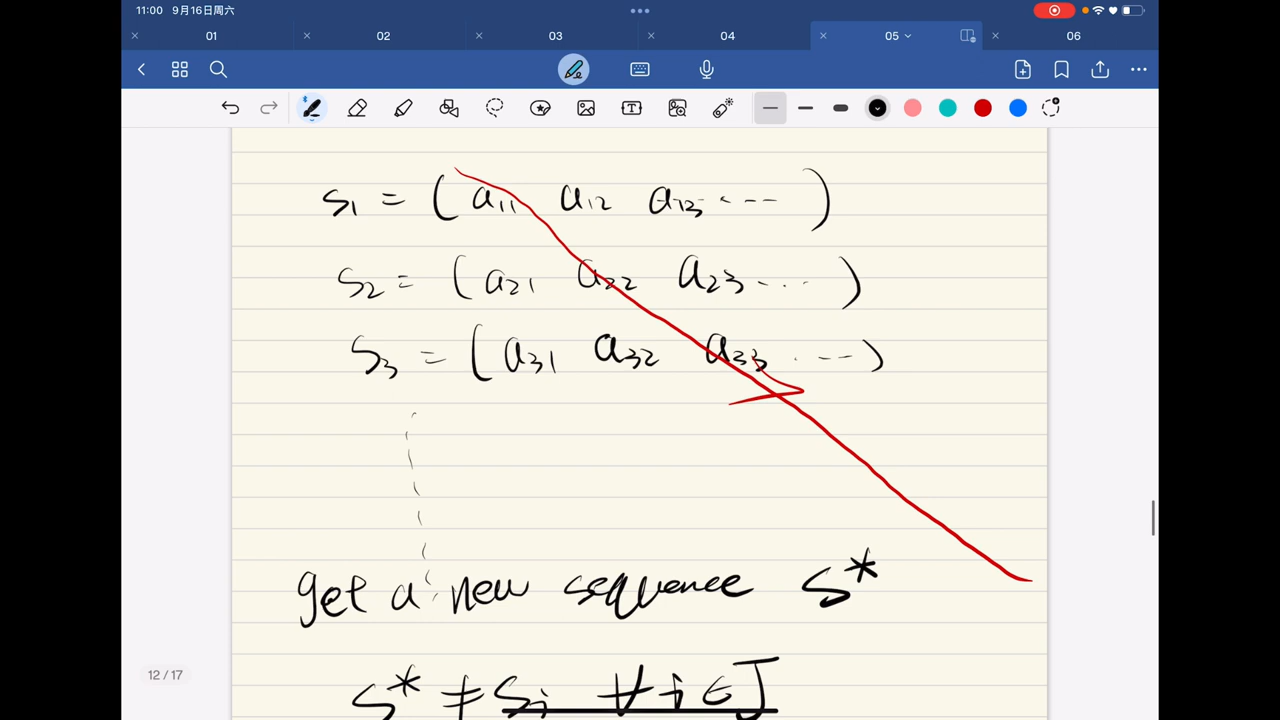 11:00 9月16日周六
01 02 03 04 05 06
S₁ = ( a₁₁ a₁₂ a₁₃ ... )
S₂ = ( a₂₁ a₂₂ a₂₃ ... )
S₃ = ( a₃₁ a₃₂ a₃₃ ... )
get a new sequence S*
12 / 17
S* ≠ Si ∀ i ∈ J